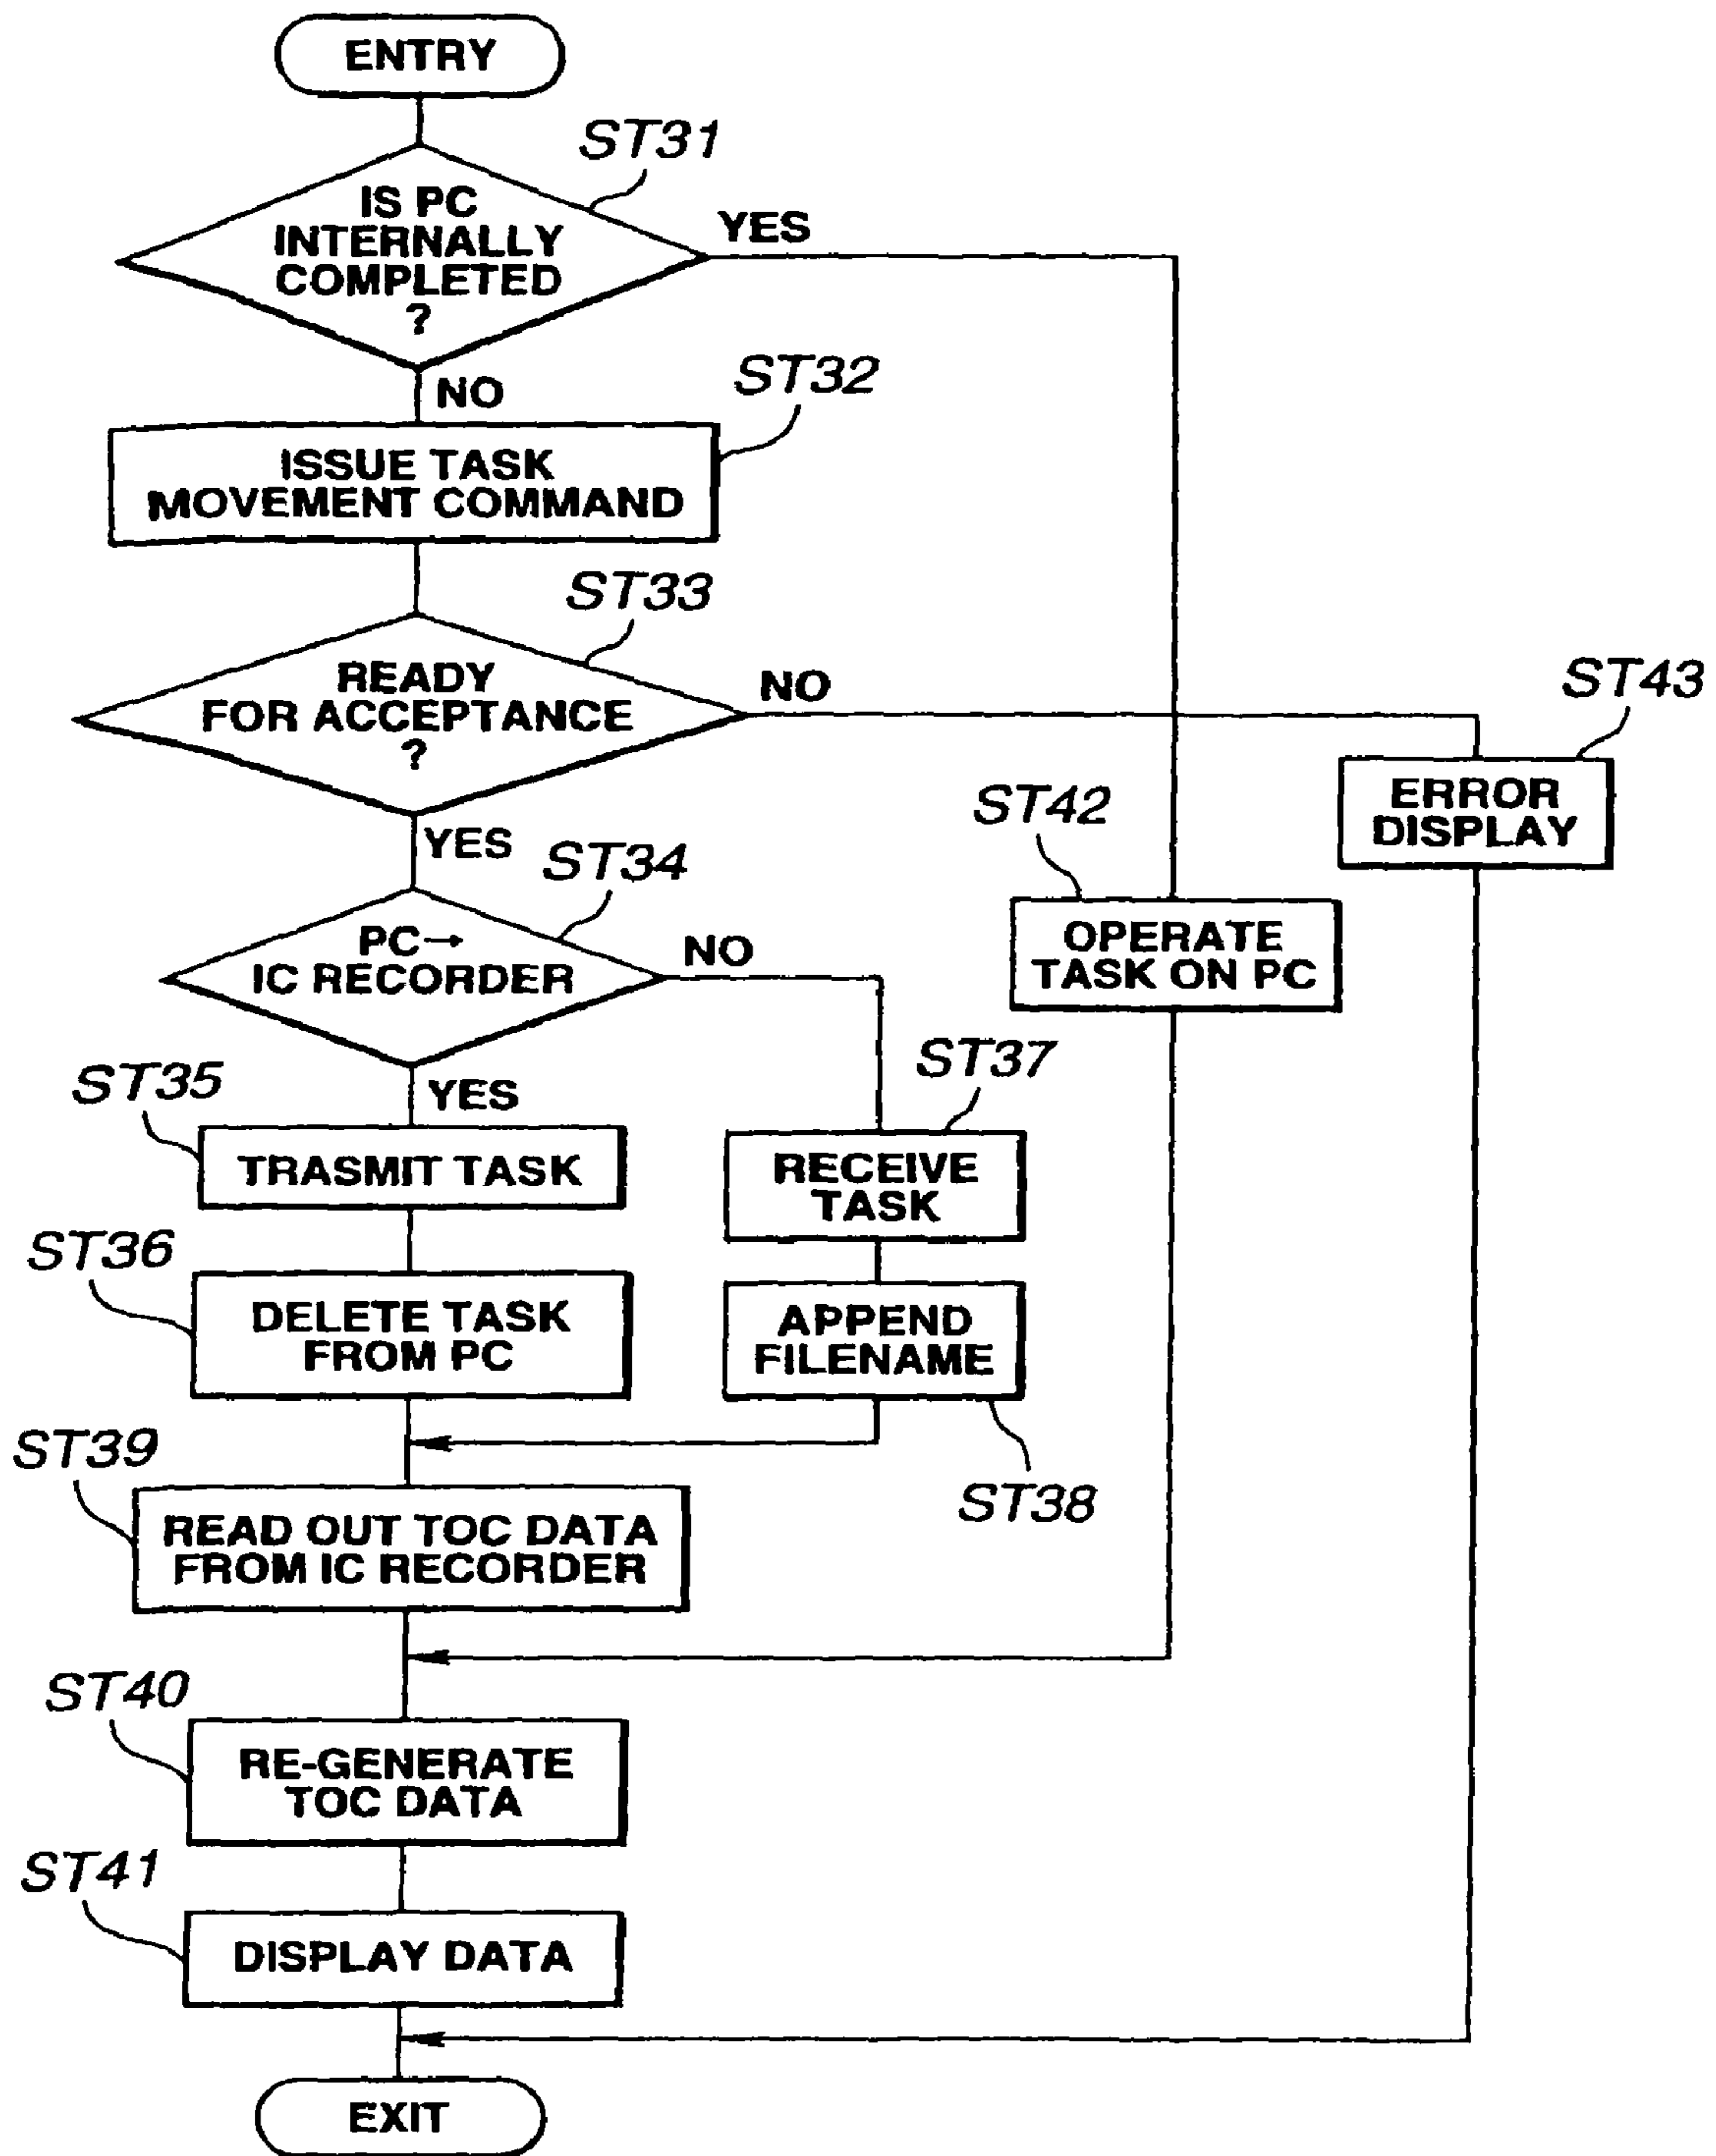 ENTRY
ST31
IS PC
INTERNALLY
COMPLETED
?
YES
NO
ST32
ISSUE TASK
MOVEMENT COMMAND
ST33
READY
FOR ACCEPTANCE
?
NO
ST43
ERROR
DISPLAY
YES
ST42
OPERATE
TASK ON PC
ST34
PC→
IC RECORDER
NO
YES
ST35
TRASMIT TASK
ST37
RECEIVE
TASK
ST36
DELETE TASK
FROM PC
APPEND
FILENAME
ST38
ST39
READ OUT TOC DATA
FROM IC RECORDER
ST40
RE-GENERATE
TOC DATA
ST41
DISPLAY DATA
EXIT